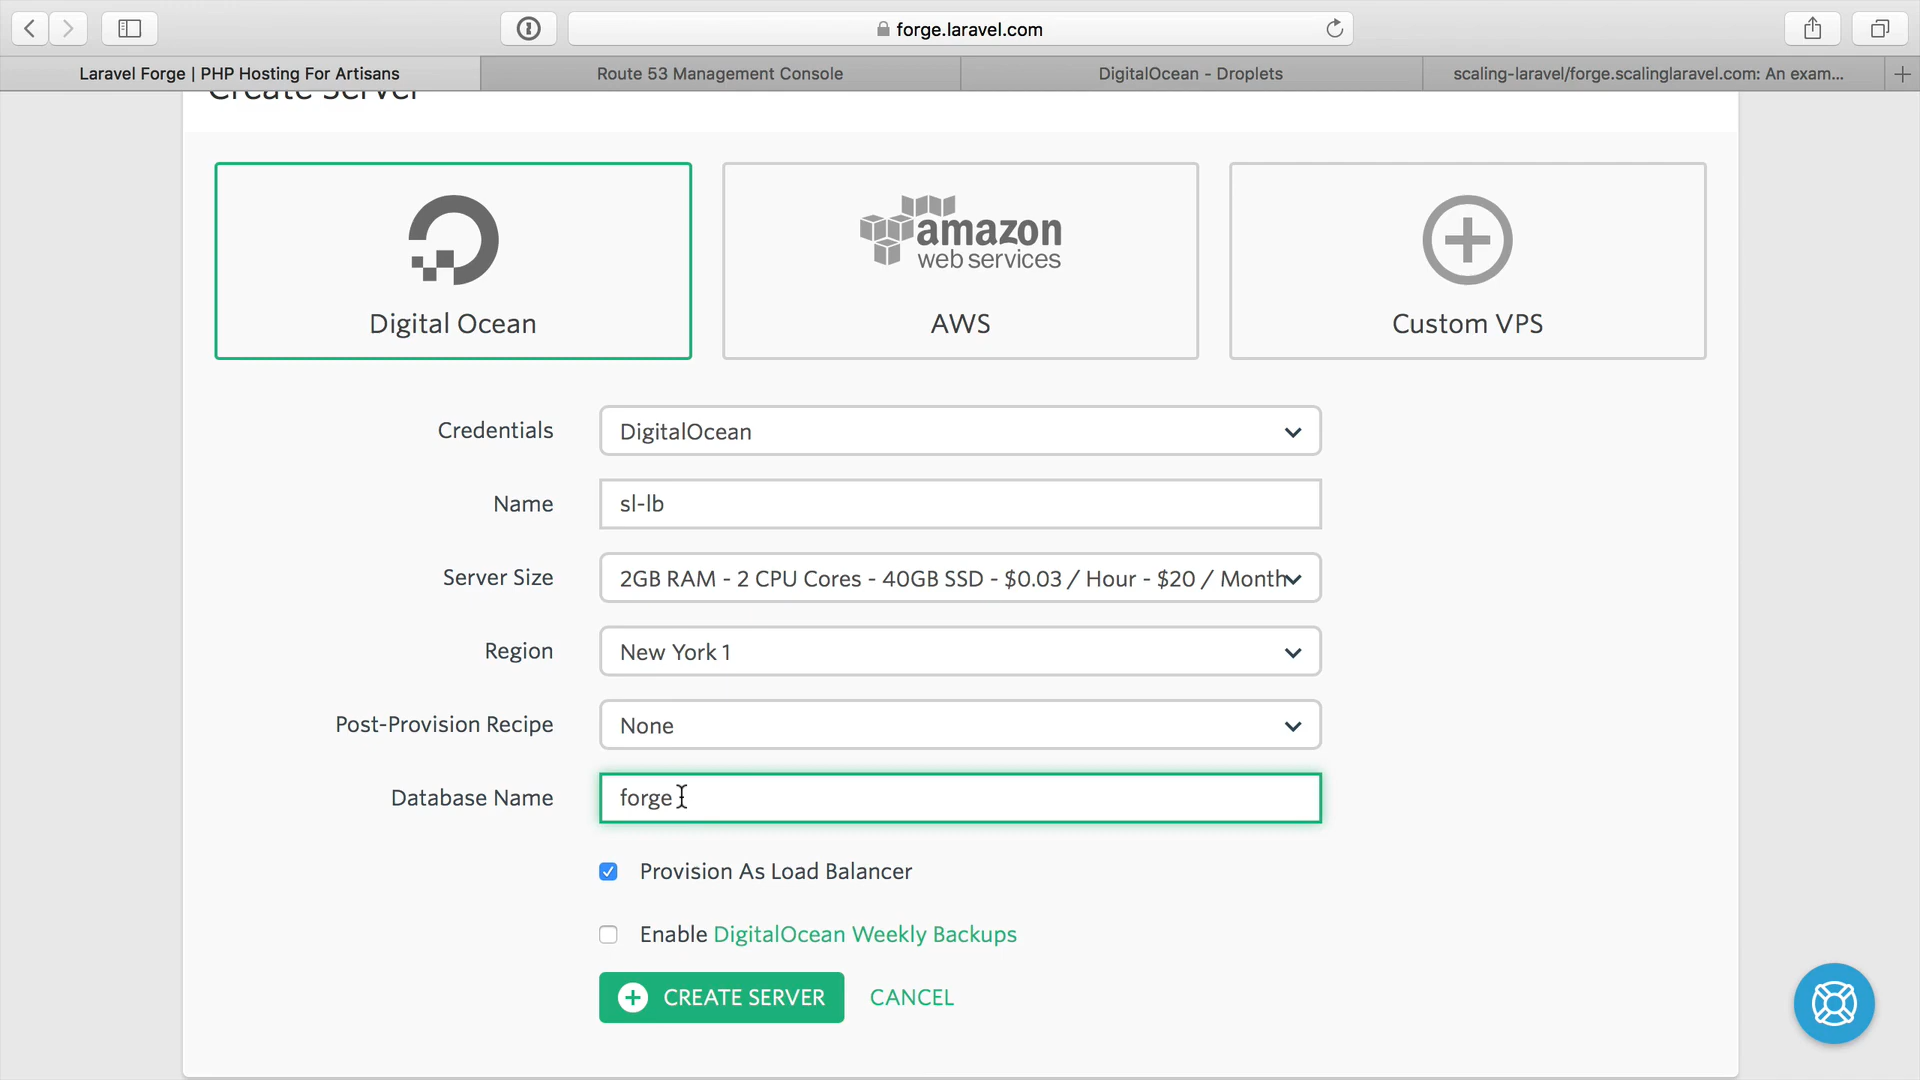 forge.laravel.com
Laravel Forge | PHP Hosting For Artisans
Route 53 Management Console
DigitalOcean - Droplets
scaling-laravel/forge.scalinglaravel.com: An exam...
Create Server
amazon
web services
Digital Ocean
AWS
Custom VPS
Credentials
DigitalOcean
Name
sl-lb
Server Size
2GB RAM - 2 CPU Cores - 40GB SSD - $0.03 / Hour - $20 / Month
Region
New York 1
Post-Provision Recipe
None
Database Name
forge
Provision As Load Balancer
Enable DigitalOcean Weekly Backups
CREATE SERVER
CANCEL